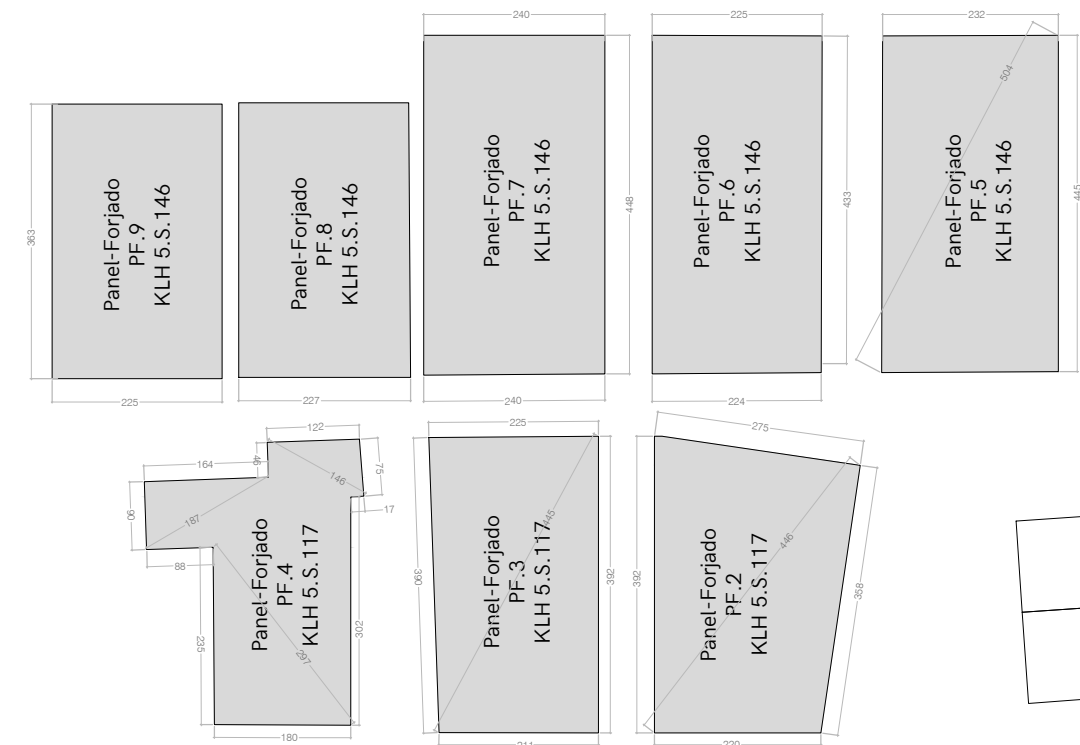 240
225
232
504
363
Panel-Forjado
PF.9
KLH 5.S.146
Panel-Forjado
PF.8
KLH 5.S.146
Panel-Forjado
PF.7
KLH 5.S.146
448
Panel-Forjado
PF.6
KLH 5.S.146
433
Panel-Forjado
PF.5
KLH 5.S.146
445
225
227
240
224
122
164
46
146
75
90
187
17
88
235
Panel-Forjado
PF.4
KLH 5.S.117
302
297
180
225
390
Panel-Forjado
PF.3
KLH 5.S.117
445
392
211
275
392
Panel-Forjado
PF.2
KLH 5.S.117
446
358
220